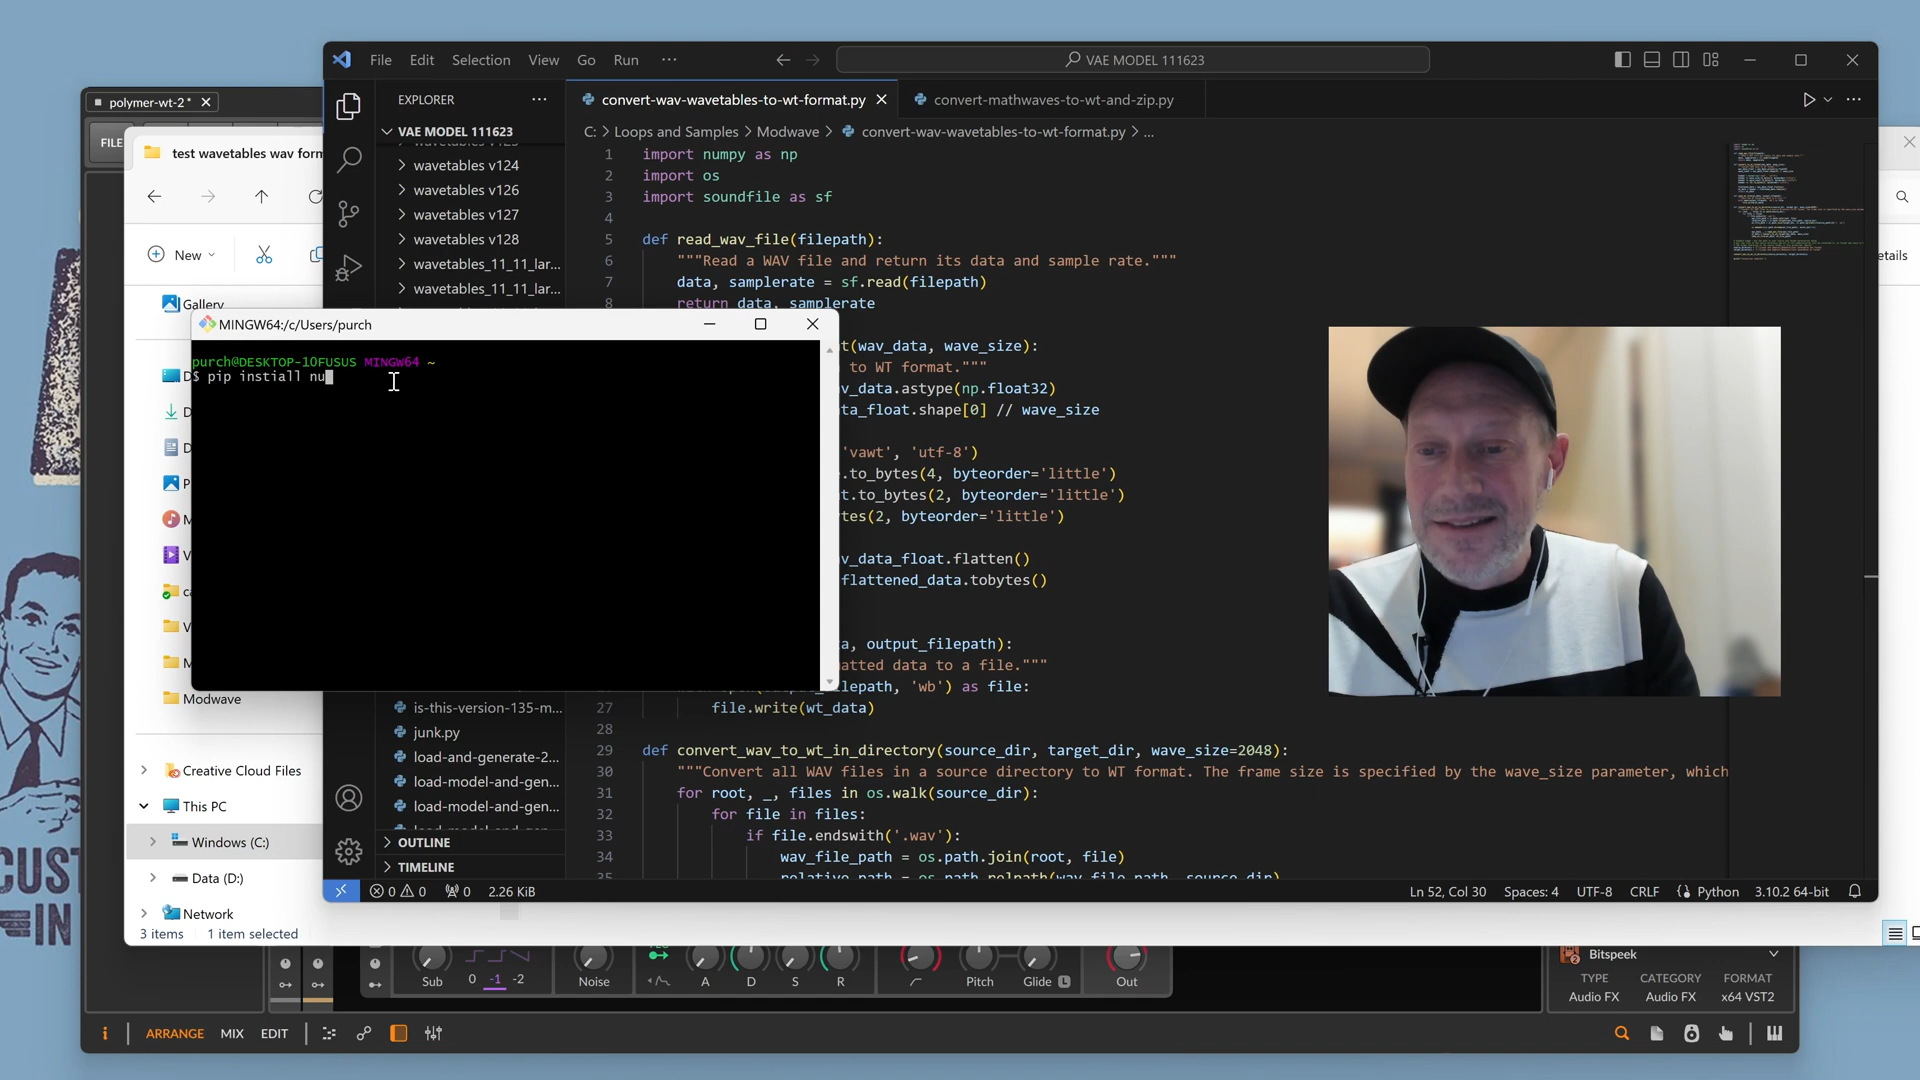 File Edit Selection View Go Run ···
VAE MODEL 111623
polymer-wt-2*
FILE
test wavetables wav form
New
etails
Gallery
Modwave
Creative Cloud Files
This PC
Windows (C:)
Data (D:)
Network
3 items 1 item selected
EXPLORER
VAE MODEL 111623
wavetables v124
wavetables v126
wavetables v127
wavetables v128
wavetables_11_11_lar...
wavetables_11_11_lar...
is-this-version-135-m...
junk.py
load-and-generate-2...
load-model-and-gen...
load-model-and-gen...
OUTLINE
TIMELINE
convert-wav-wavetables-to-wt-format.py
convert-mathwaves-to-wt-and-zip.py
C: > Loops and Samples > Modwave > convert-wav-wavetables-to-wt-format.py > ...
1 import numpy as np
2 import os
3 import soundfile as sf
4
5 def read_wav_file(filepath):
6 """Read a WAV file and return its data and sample rate."""
7 data, samplerate = sf.read(filepath)
8 return data, samplerate
t(wav_data, wave_size):
to WT format."""
v_data.astype(np.float32)
ta_float.shape[0] // wave_size
'vawt', 'utf-8')
.to_bytes(4, byteorder='little')
t.to_bytes(2, byteorder='little')
tes(2, byteorder='little')
v_data_float.flatten()
flattened_data.tobytes()
a, output_filepath):
atted data to a file."""
ilepath, 'wb') as file:
27 file.write(wt_data)
28
29 def convert_wav_to_wt_in_directory(source_dir, target_dir, wave_size=2048):
30 """Convert all WAV files in a source directory to WT format. The frame size is specified by the wave_size parameter, which
31 for root, _, files in os.walk(source_dir):
32 for file in files:
33 if file.endswith('.wav'):
34 wav_file_path = os.path.join(root, file)
35 relative_path = os.path.relpath(wav_file_path, source_dir)
MINGW64:/c/Users/purch
purch@DESKTOP-1OFUSUS MINGW64 ~
$ pip instiall nu
0 0 0 2.26 KiB
Ln 52, Col 30 Spaces: 4 UTF-8 CRLF Python 3.10.2 64-bit
Sub 0 -1 -2 Noise A D S R Pitch Glide L Out
Bitspeek
TYPE CATEGORY FORMAT
Audio FX Audio FX x64 VST2
i ARRANGE MIX EDIT
CUST
IN